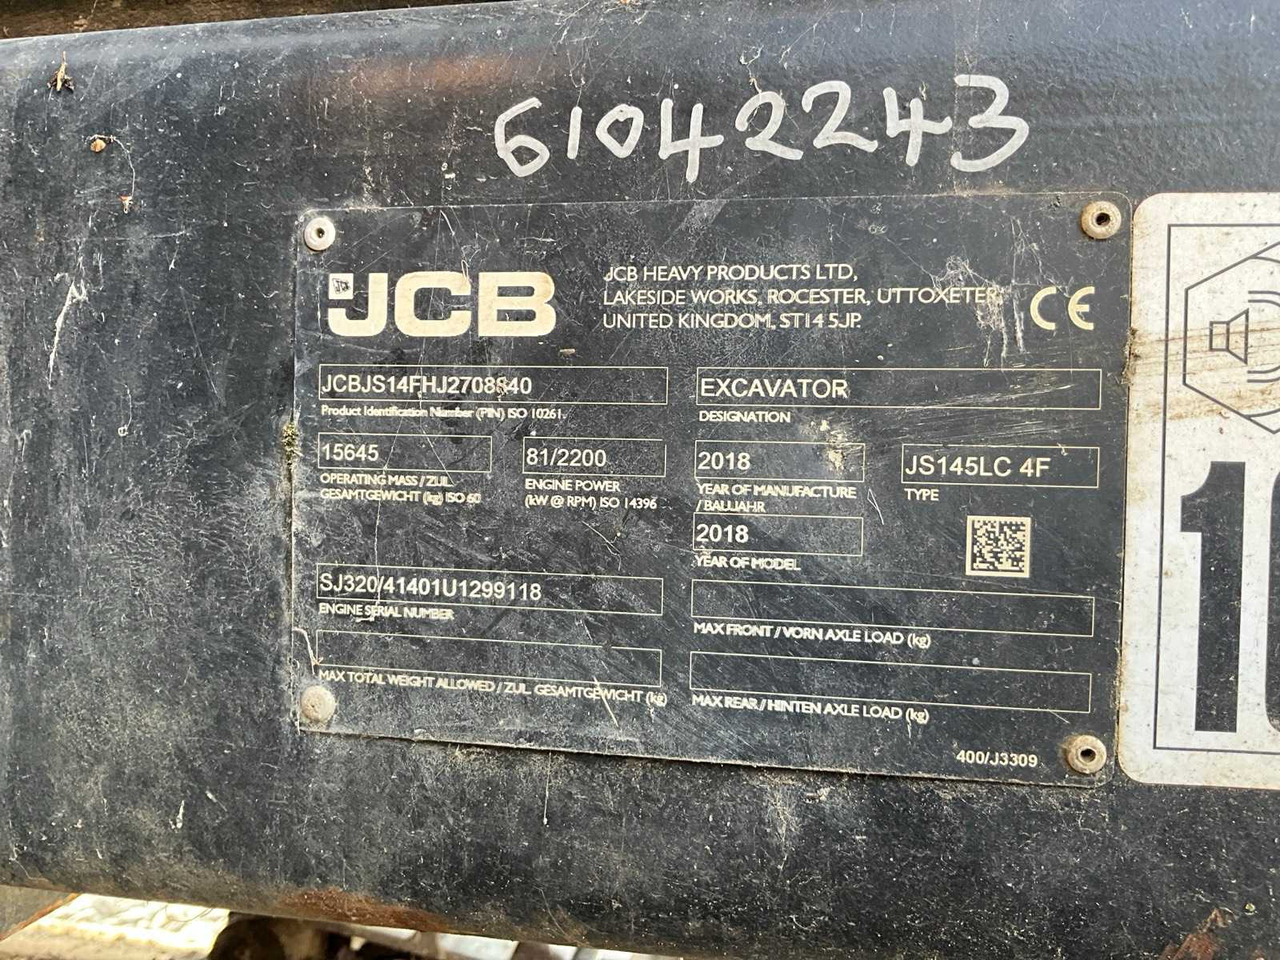 61042243
JCB
JCB HEAVY PRODUCTS LTD,
LAKESIDE WORKS, ROCESTER, UTTOXETER,
UNITED KINGDOM, ST14 5JP.
CE
Product Identification Number (PIN) ISO 10261.
EXCAVATOR
DESIGNATION
15645
OPERATING MASS / ZUL.
GESAMTGEWICHT (kg) ISO 60
81/2200
ENGINE POWER
(kW @ RPM) ISO 14396
2018
YEAR OF MANUFACTURE
/ BAUJAHR
JS145LC 4F
TYPE
2018
YEAR OF MODEL
SJ320/41401U1299118
ENGINE SERIAL NUMBER
MAX FRONT / VORN AXLE LOAD (kg)
MAX TOTAL WEIGHT ALLOWED / ZUL. GESAMTGEWICHT (kg)
MAX REAR / HINTEN AXLE LOAD (kg)
400/J3309